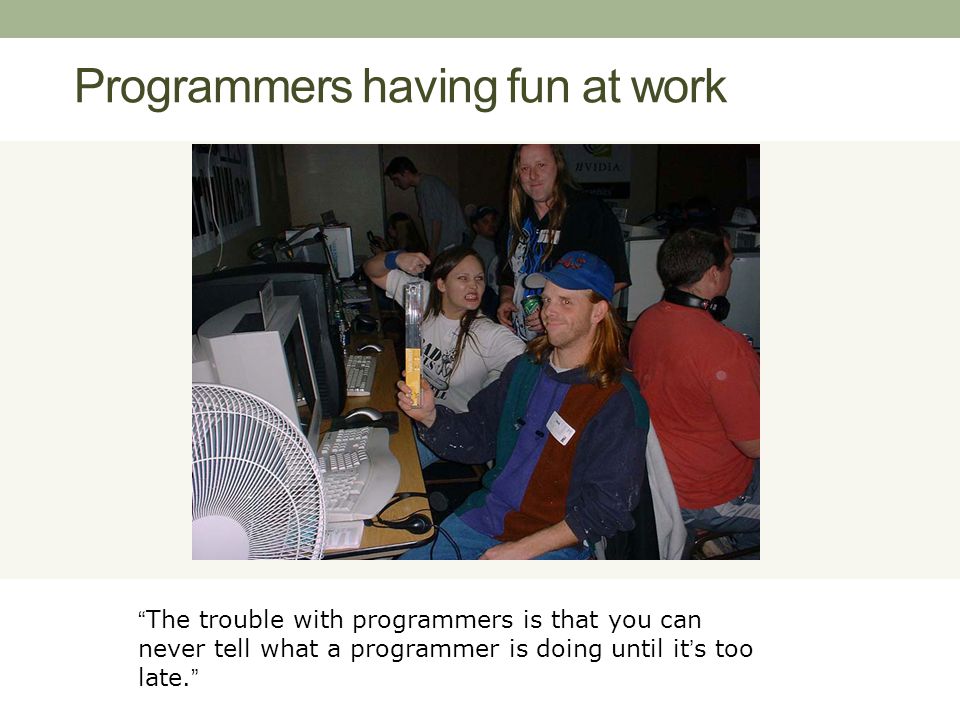 Programmers having fun at work
NVIDIA
“The trouble with programmers is that you can
never tell what a programmer is doing until it’s too
late.”